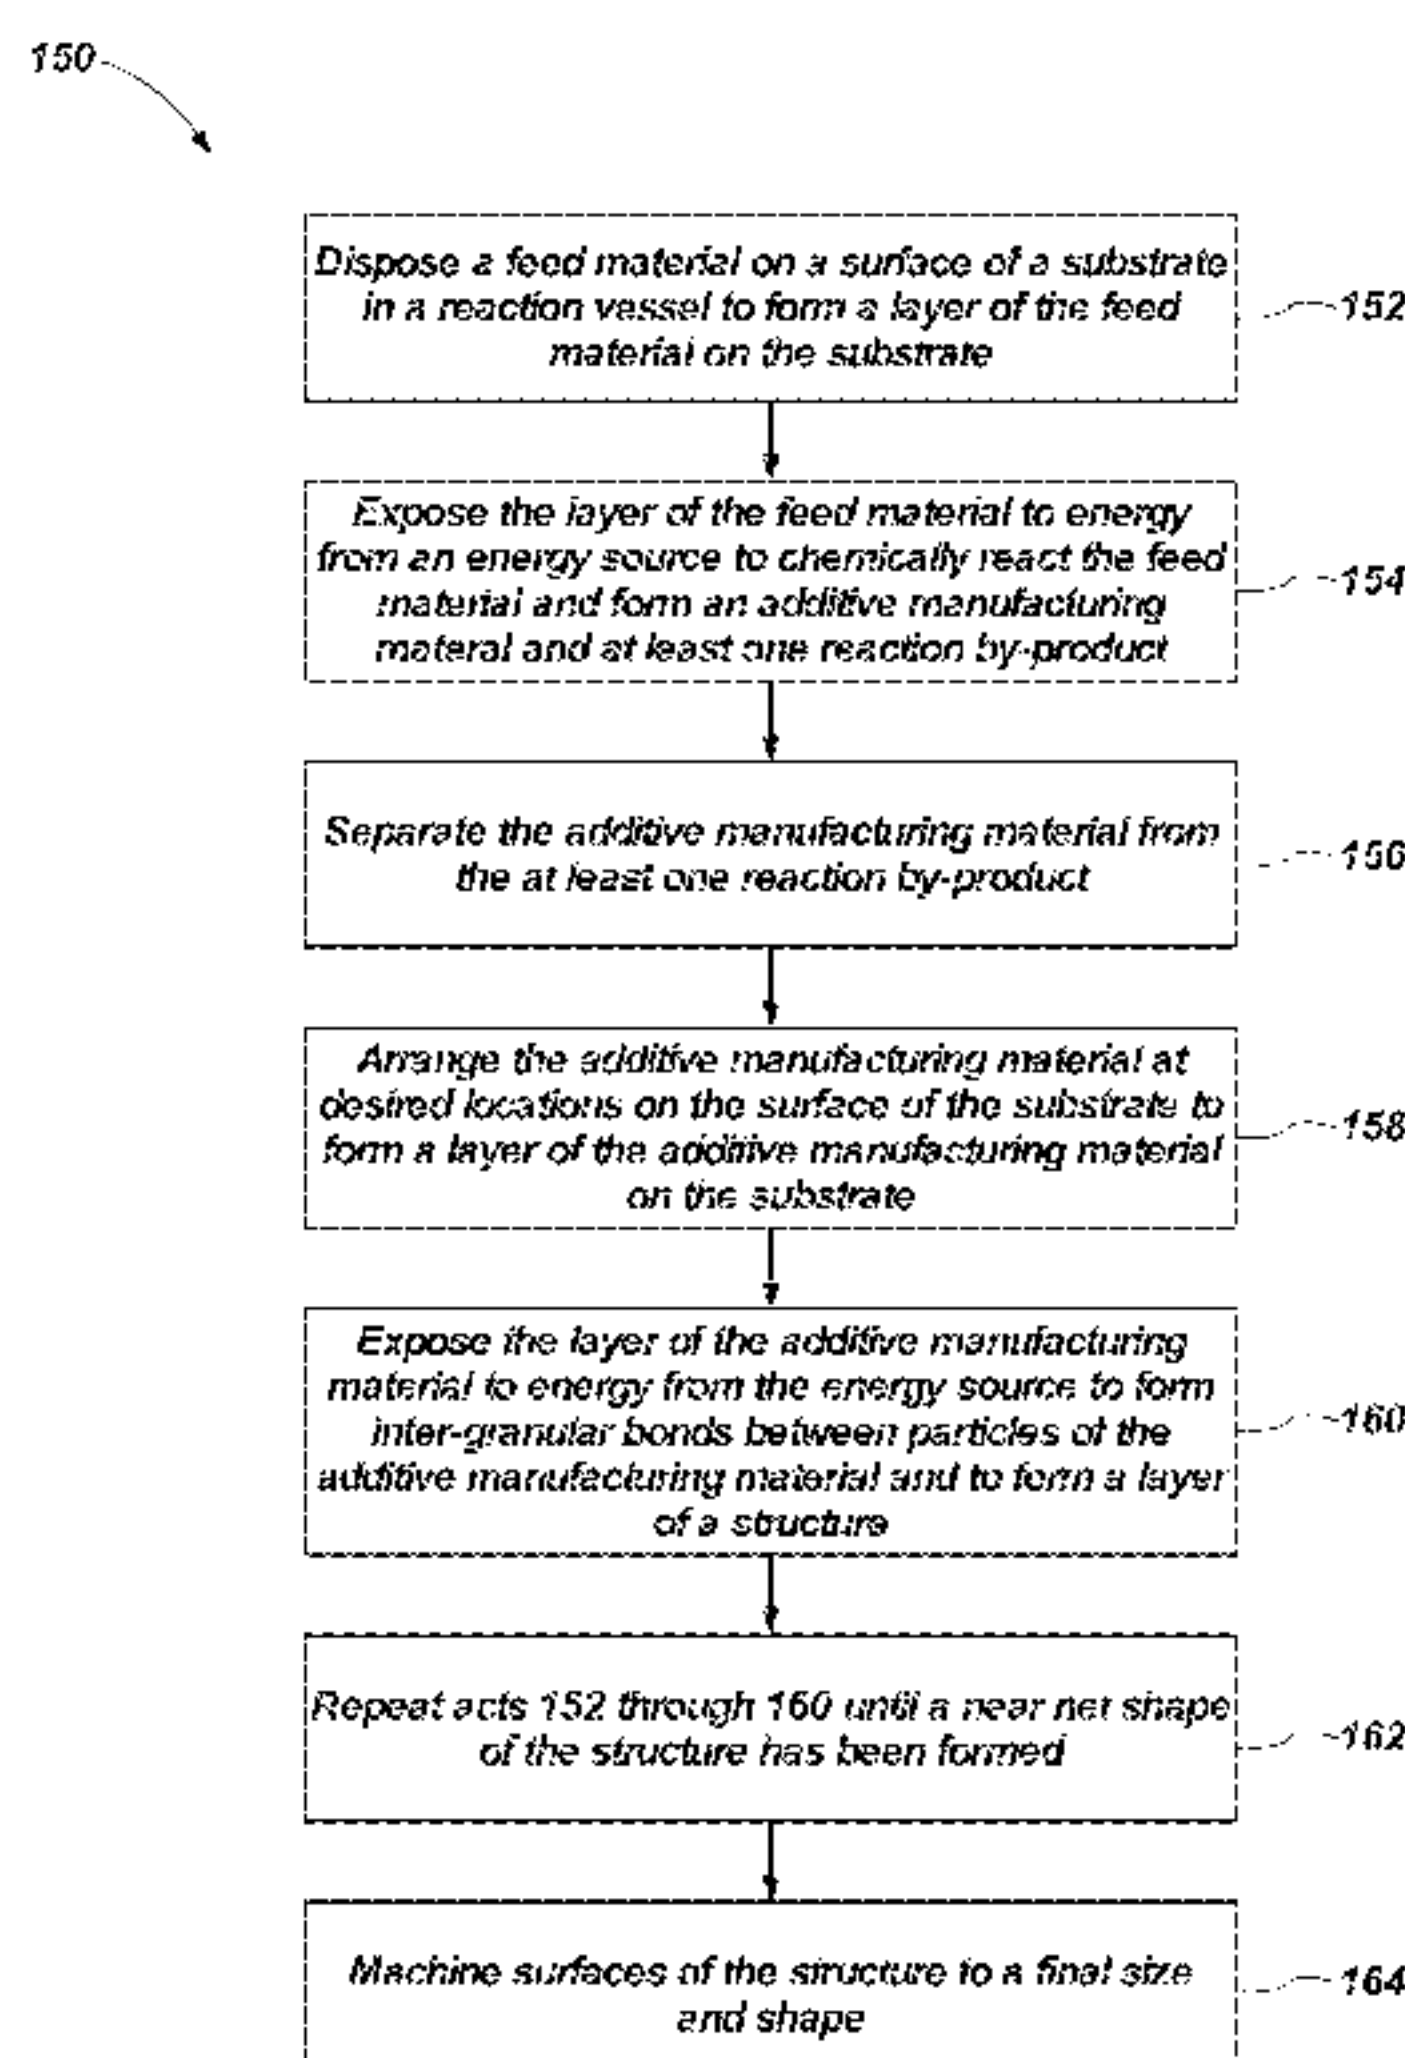 150
Dispose a feed material on a surface of a substrate
in a reaction vessel to form a layer of the feed
material on the substrate
152
Expose the layer of the feed material to energy
from an energy source to chemically react the feed
material and form an additive manufacturing
materal and at least one reaction by-product
154
Separate the additive manufacturing material from
the at least one reaction by-product
156
Arrange the additive manufacturing material at
desired locations on the surface of the substrate to
form a layer of the additive manufacturing material
on the substrate
158
Expose the layer of the additive manufacturing
material to energy from the energy source to form
inter-granular bonds between particles of the
additive manufacturing material and to form a layer
of a structure
160
Repeat acts 152 through 160 until a near net shape
of the structure has been formed
162
Machine surfaces of the structure to a final size
and shape
164